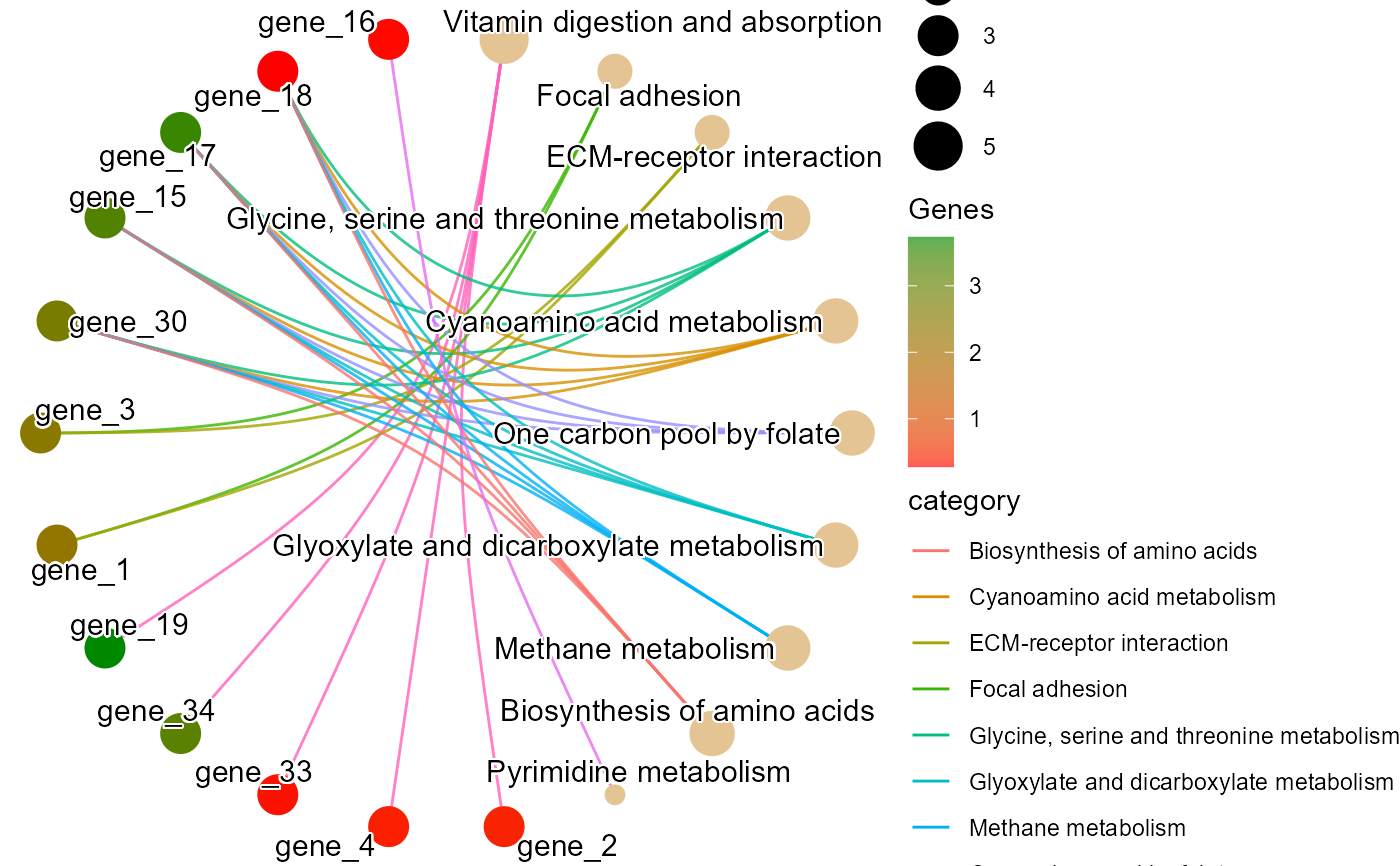 gene_16
Vitamin digestion and absorption
gene_18
Focal adhesion
gene_17
ECM-receptor interaction
gene_15
Glycine, serine and threonine metabolism
gene_30
Cyanoamino acid metabolism
gene_3
One carbon pool by folate
gene_1
Glyoxylate and dicarboxylate metabolism
gene_19
Methane metabolism
gene_34
Biosynthesis of amino acids
gene_33
Pyrimidine metabolism
gene_4
gene_2
3
4
5
Genes
3
2
1
category
Biosynthesis of amino acids
Cyanoamino acid metabolism
ECM-receptor interaction
Focal adhesion
Glycine, serine and threonine metabolism
Glyoxylate and dicarboxylate metabolism
Methane metabolism